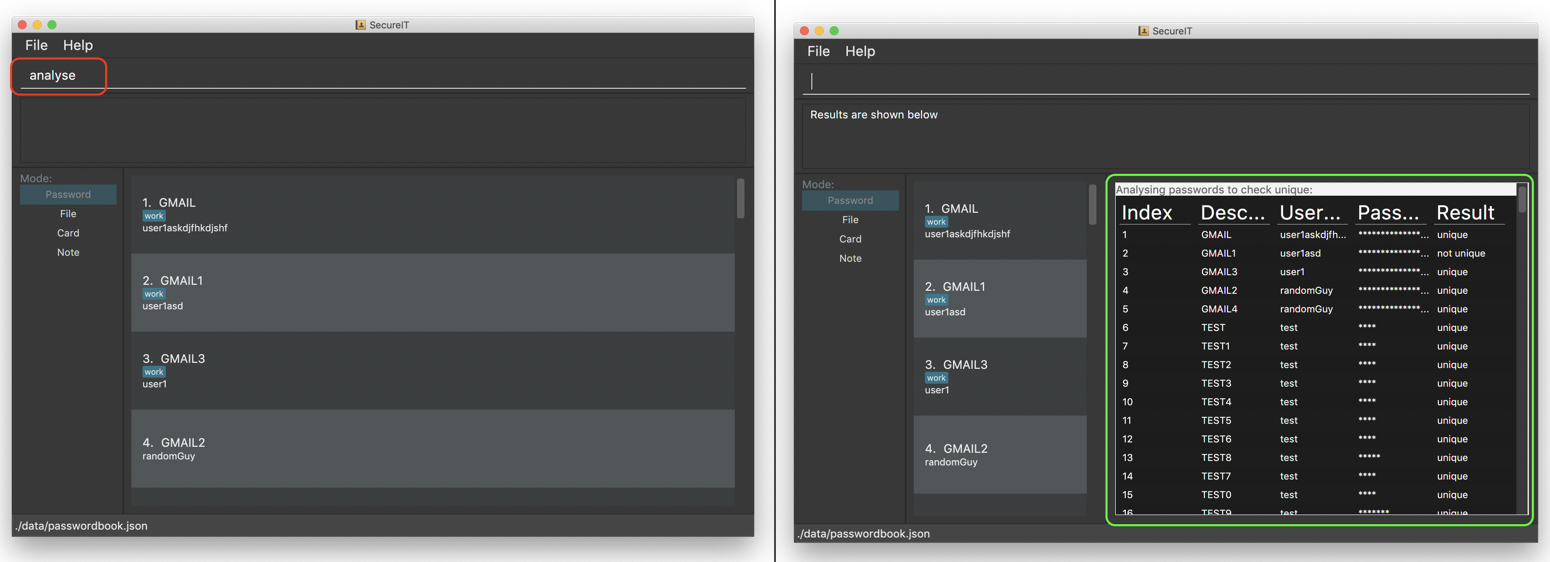 SecureIT
File Help
analyse
Mode:
Password
File
Card
Note
1. GMAIL
work
user1askdjfhkdjshf
2. GMAIL1
work
user1asd
3. GMAIL3
work
user1
4. GMAIL2
randomGuy
./data/passwordbook.json
SecureIT
File Help
Results are shown below
Mode:
Password
File
Card
Note
1. GMAIL
work
user1askdjfhkdjshf
2. GMAIL1
work
user1asd
3. GMAIL3
work
user1
4. GMAIL2
randomGuy
Analysing passwords to check unique:
Index Desc... User... Pass... Result
1 GMAIL user1askdjfh... **************... unique
2 GMAIL1 user1asd **************... not unique
3 GMAIL3 user1 **************... unique
4 GMAIL2 randomGuy **************... unique
5 GMAIL4 randomGuy **************... unique
6 TEST test **** unique
7 TEST1 test **** unique
8 TEST2 test **** unique
9 TEST3 test **** unique
10 TEST4 test **** unique
11 TEST5 test **** unique
12 TEST6 test **** unique
13 TEST8 test ***** unique
14 TEST7 test **** unique
15 TEST0 test **** unique
16 TEST9 test ******* unique
./data/passwordbook.json